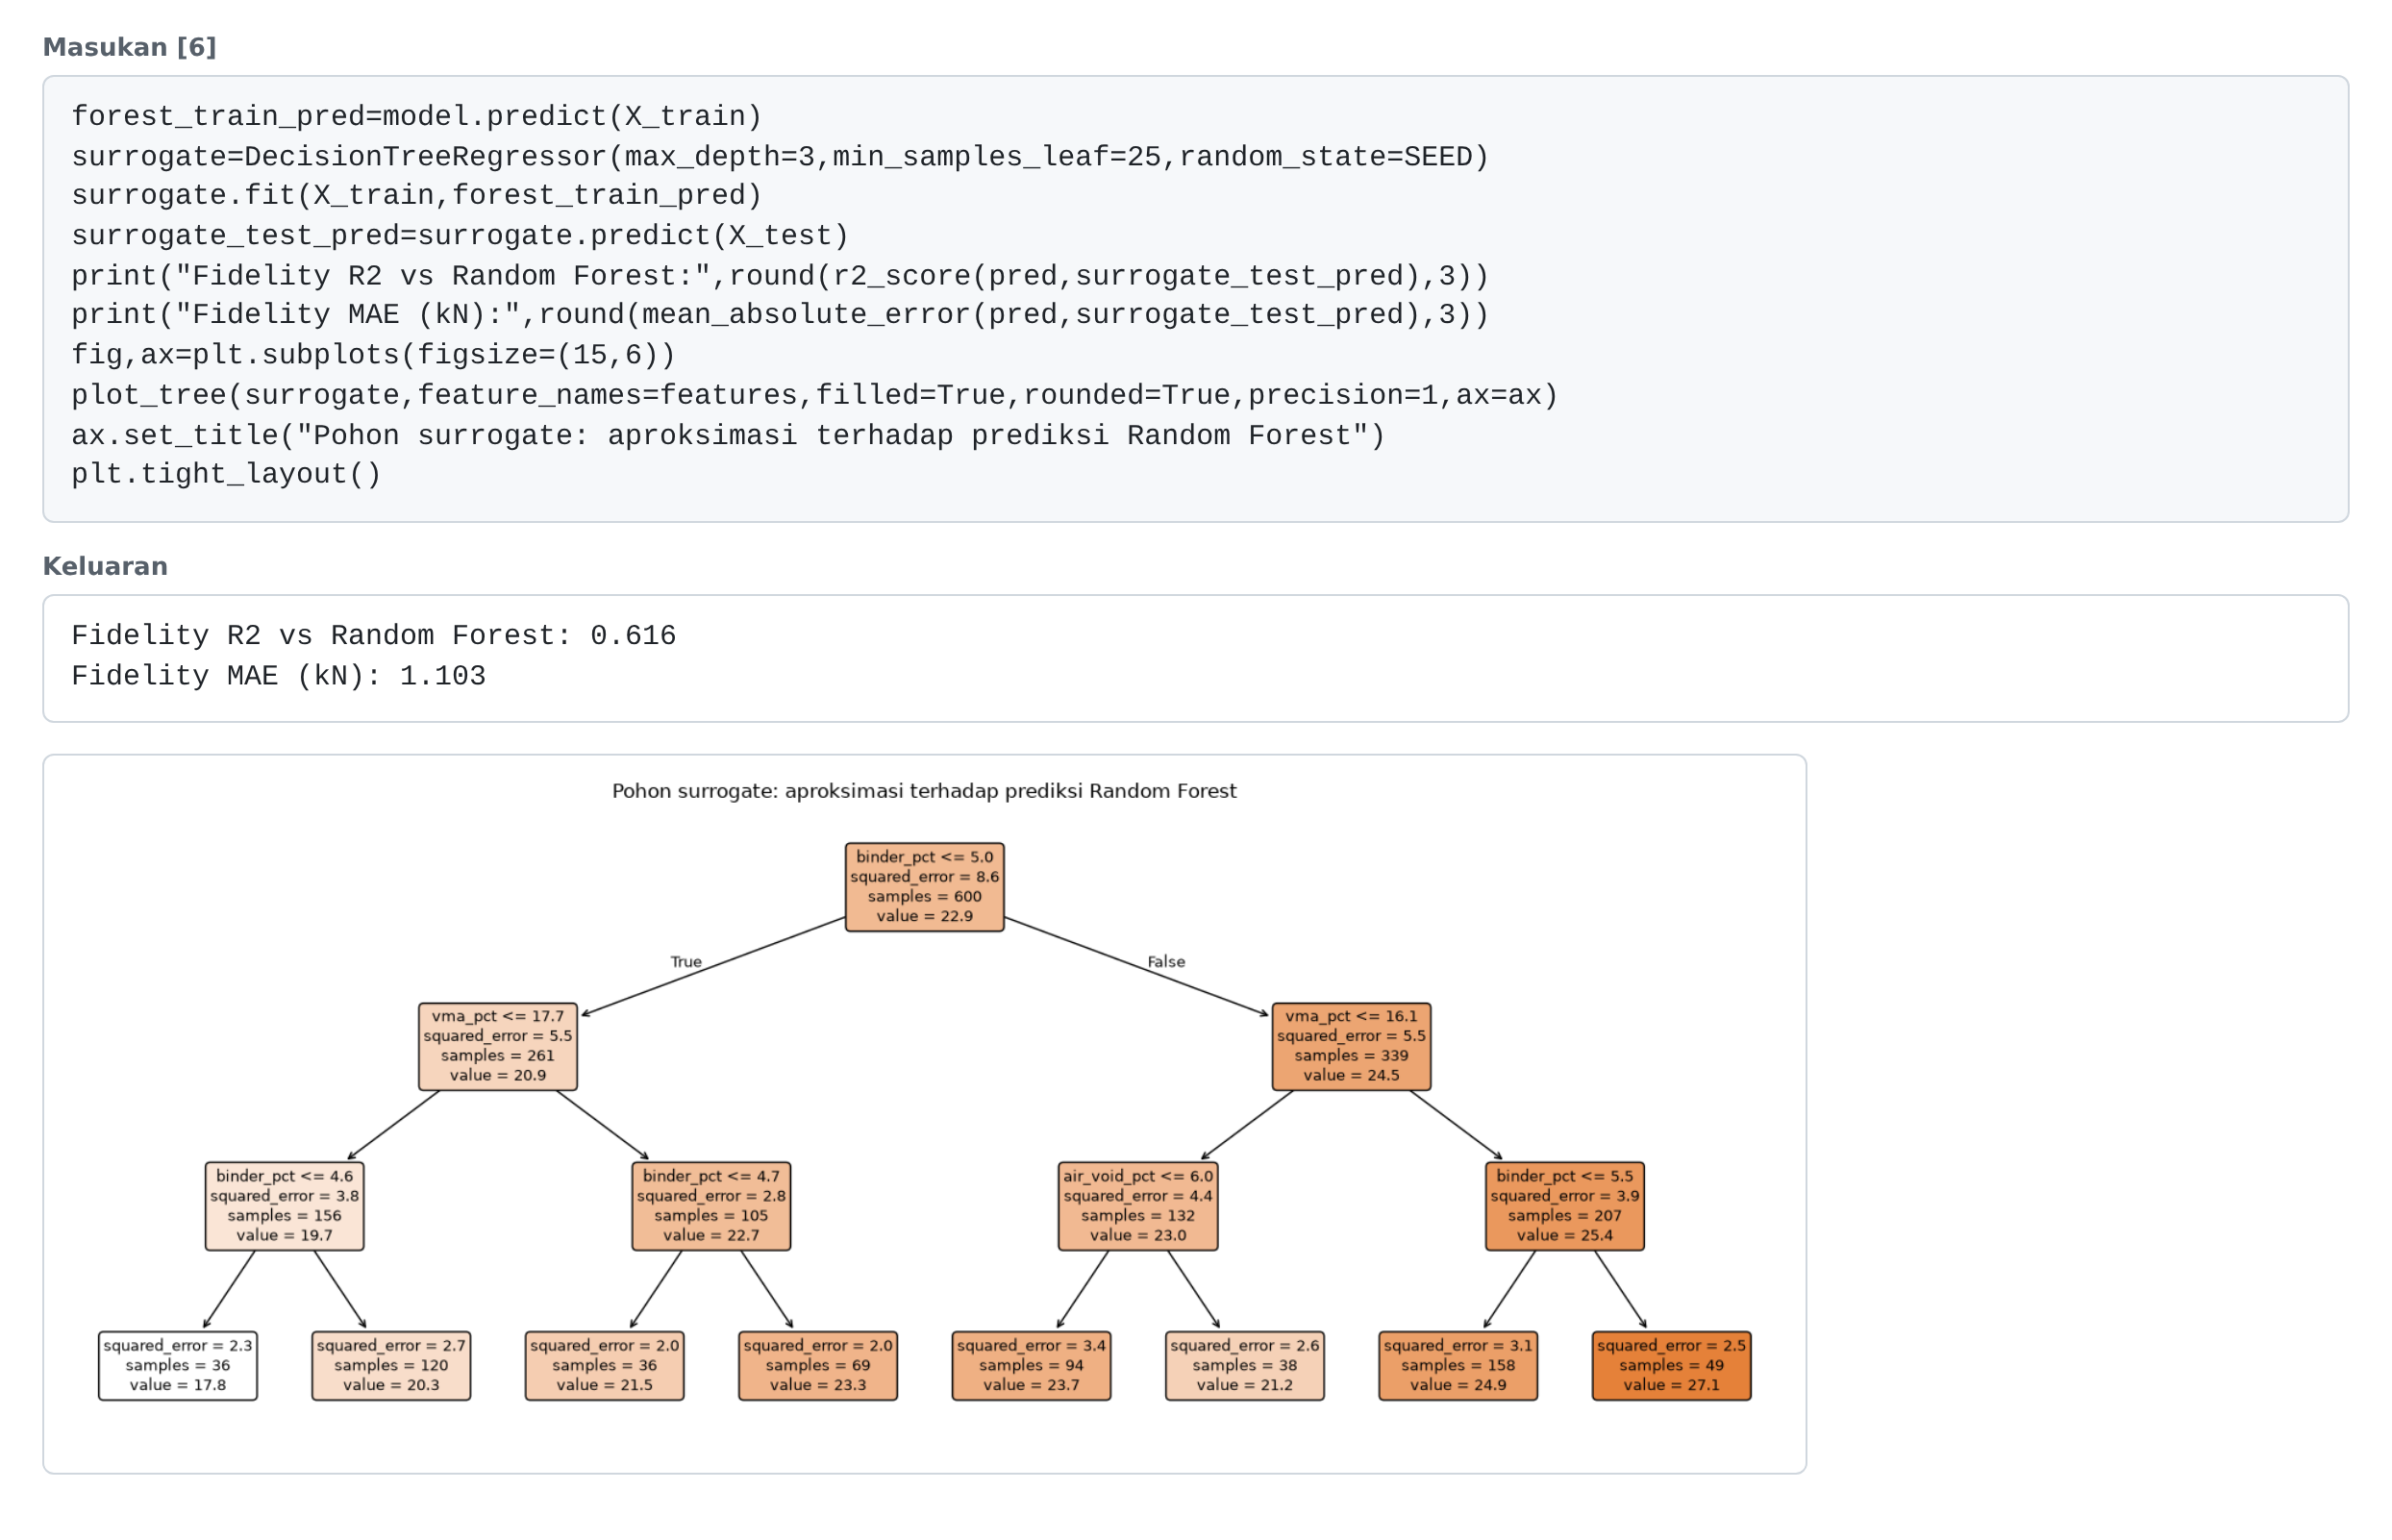 Masukan [6]
forest_train_pred=model.predict(X_train)
surrogate=DecisionTreeRegressor(max_depth=3,min_samples_leaf=25,random_state=SEED)
surrogate.fit(X_train,forest_train_pred)
surrogate_test_pred=surrogate.predict(X_test)
print("Fidelity R2 vs Random Forest:",round(r2_score(pred,surrogate_test_pred),3))
print("Fidelity MAE (kN):",round(mean_absolute_error(pred,surrogate_test_pred),3))
fig,ax=plt.subplots(figsize=(15,6))
plot_tree(surrogate,feature_names=features,filled=True,rounded=True,precision=1,ax=ax)
ax.set_title("Pohon surrogate: aproksimasi terhadap prediksi Random Forest")
plt.tight_layout()
Keluaran
Fidelity R2 vs Random Forest: 0.616
Fidelity MAE (kN): 1.103
Pohon surrogate: aproksimasi terhadap prediksi Random Forest
binder_pct <= 5.0
squared_error = 8.6
samples = 600
value = 22.9
True
False
vma_pct <= 17.7
squared_error = 5.5
samples = 261
value = 20.9
vma_pct <= 16.1
squared_error = 5.5
samples = 339
value = 24.5
binder_pct <= 4.6
squared_error = 3.8
samples = 156
value = 19.7
binder_pct <= 4.7
squared_error = 2.8
samples = 105
value = 22.7
air_void_pct <= 6.0
squared_error = 4.4
samples = 132
value = 23.0
binder_pct <= 5.5
squared_error = 3.9
samples = 207
value = 25.4
squared_error = 2.3
samples = 36
value = 17.8
squared_error = 2.7
samples = 120
value = 20.3
squared_error = 2.0
samples = 36
value = 21.5
squared_error = 2.0
samples = 69
value = 23.3
squared_error = 3.4
samples = 94
value = 23.7
squared_error = 2.6
samples = 38
value = 21.2
squared_error = 3.1
samples = 158
value = 24.9
squared_error = 2.5
samples = 49
value = 27.1